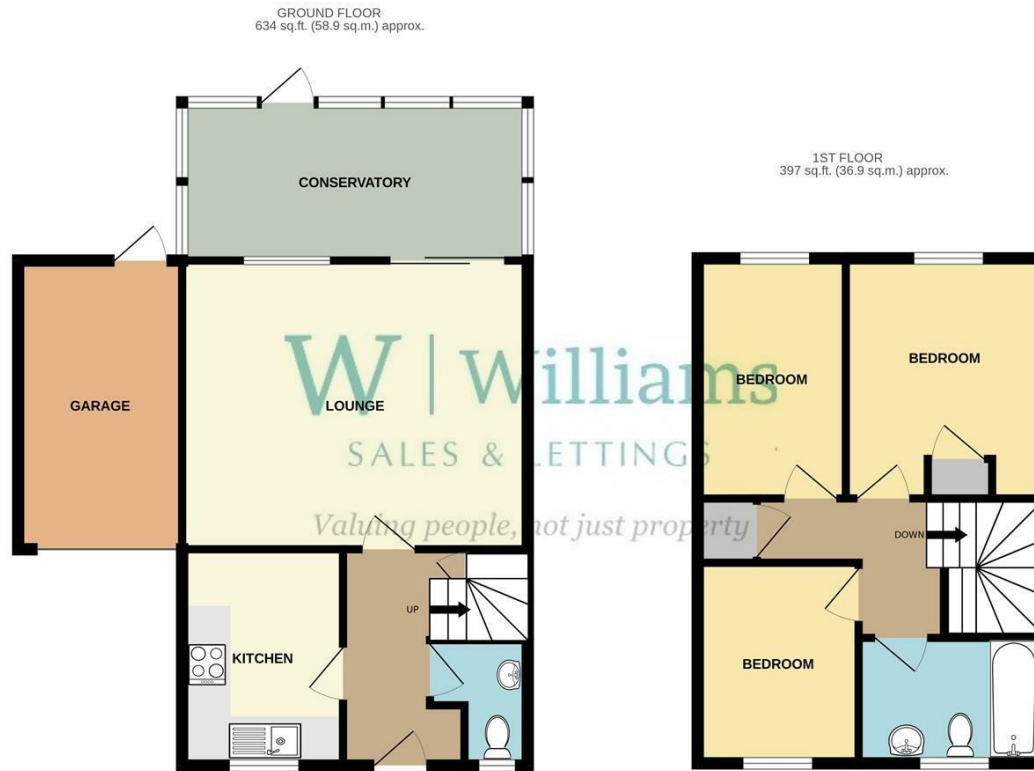 GROUND FLOOR
634 sq.ft. (58.9 sq.m.) approx.
CONSERVATORY
GARAGE
LOUNGE
KITCHEN
UP
1ST FLOOR
397 sq.ft. (36.9 sq.m.) approx.
BEDROOM
BEDROOM
DOWN
BEDROOM
W | Williams
SALES & LETTINGS
Valuing people, not just property